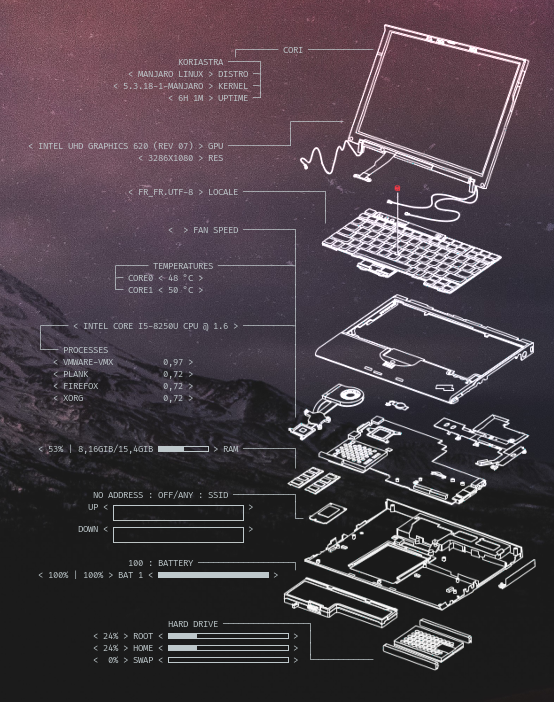 CORI
KORIASTRA
< MANJARO LINUX > DISTRO
< 5.3.18-1-MANJARO > KERNEL
< 6H 1M > UPTIME
< INTEL UHD GRAPHICS 620 (REV 07) > GPU
< 3286X1080 > RES
< FR_FR.UTF-8 > LOCALE
< > FAN SPEED
TEMPERATURES
CORE0 < 48 °C >
CORE1 < 50 °C >
< INTEL CORE I5-8250U CPU @ 1.6 >
PROCESSES
< VMWARE-VMX 0,97 >
< PLANK 0,72 >
< FIREFOX 0,72 >
< XORG 0,72 >
< 53% | 8,16GIB/15,4GIB > RAM
NO ADDRESS : OFF/ANY : SSID
UP < >
DOWN < >
100 : BATTERY
< 100% | 100% > BAT 1 < >
HARD DRIVE
< 24% > ROOT < >
< 24% > HOME < >
< 0% > SWAP < >